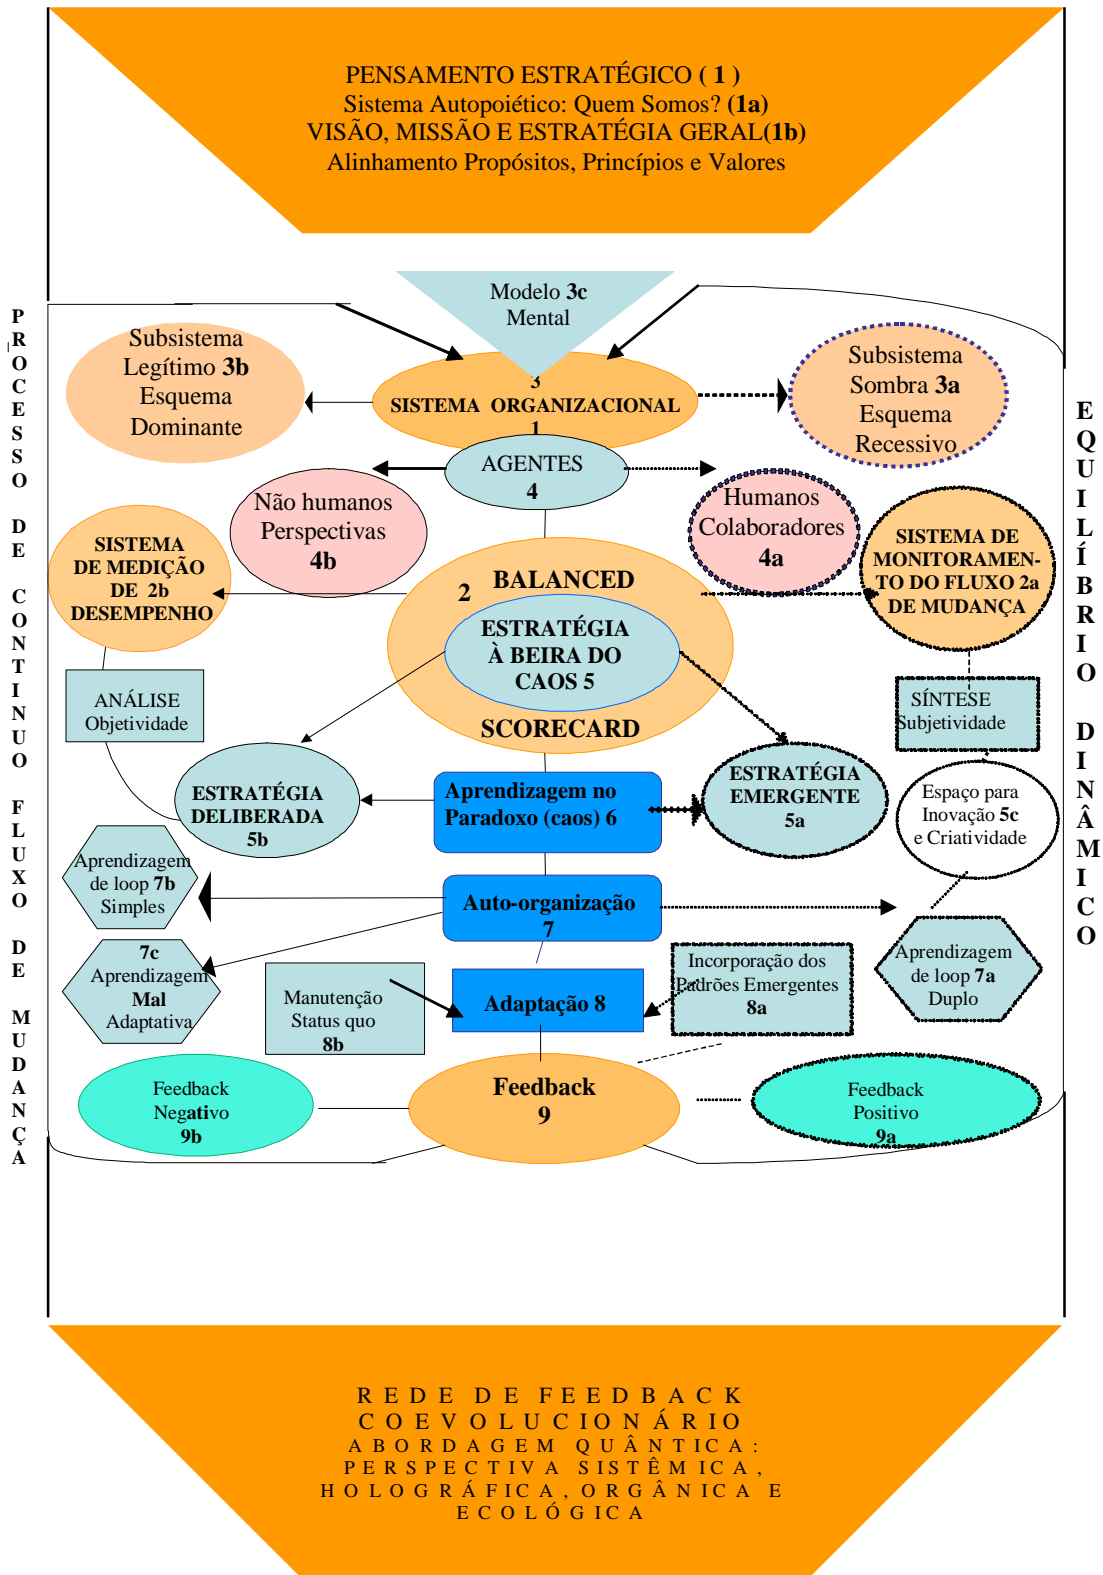 PENSAMENTO ESTRATÉGICO ( 1 )
Sistema Autopoiético: Quem Somos? (1a)
VISÃO, MISSÃO E ESTRATÉGIA GERAL(1b)
Alinhamento Propósitos, Princípios e Valores
Modelo 3c
Mental
PROCESSO DE CONTINUO FLUXO DE MUDANÇA
EQUILÍBRIO DINÂMICO
Subsistema
Legítimo 3b
Esquema
Dominante
3
SISTEMA ORGANIZACIONAL
1
Subsistema
Sombra 3a
Esquema
Recessivo
AGENTES
4
Não humanos
Perspectivas
4b
Humanos
Colaboradores
4a
SISTEMA
DE MEDIÇÃO
DE 2b
DESEMPENHO
2 BALANCED
ESTRATÉGIA
À BEIRA DO
CAOS 5
SCORECARD
SISTEMA DE
MONITORAMEN-
TO DO FLUXO 2a
DE MUDANÇA
ANÁLISE
Objetividade
SÍNTESE
Subjetividade
ESTRATÉGIA
DELIBERADA
5b
Aprendizagem no
Paradoxo (caos) 6
ESTRATÉGIA
EMERGENTE
5a
Espaço para
Inovação 5c
e Criatividade
Aprendizagem
de loop 7b
Simples
Auto-organização
7
7c
Aprendizagem
Mal
Adaptativa
Aprendizagem
de loop 7a
Duplo
Manutenção
Status quo
8b
Adaptação 8
Incorporação dos
Padrões Emergentes
8a
Feedback
Negativo
9b
Feedback
9
Feedback
Positivo
9a
REDE DE FEEDBACK
COEVOLUCIONÁRIO
ABORDAGEM QUÂNTICA:
PERSPECTIVA SISTÊMICA,
HOLOGRÁFICA, ORGÂNICA E
ECOLÓGICA